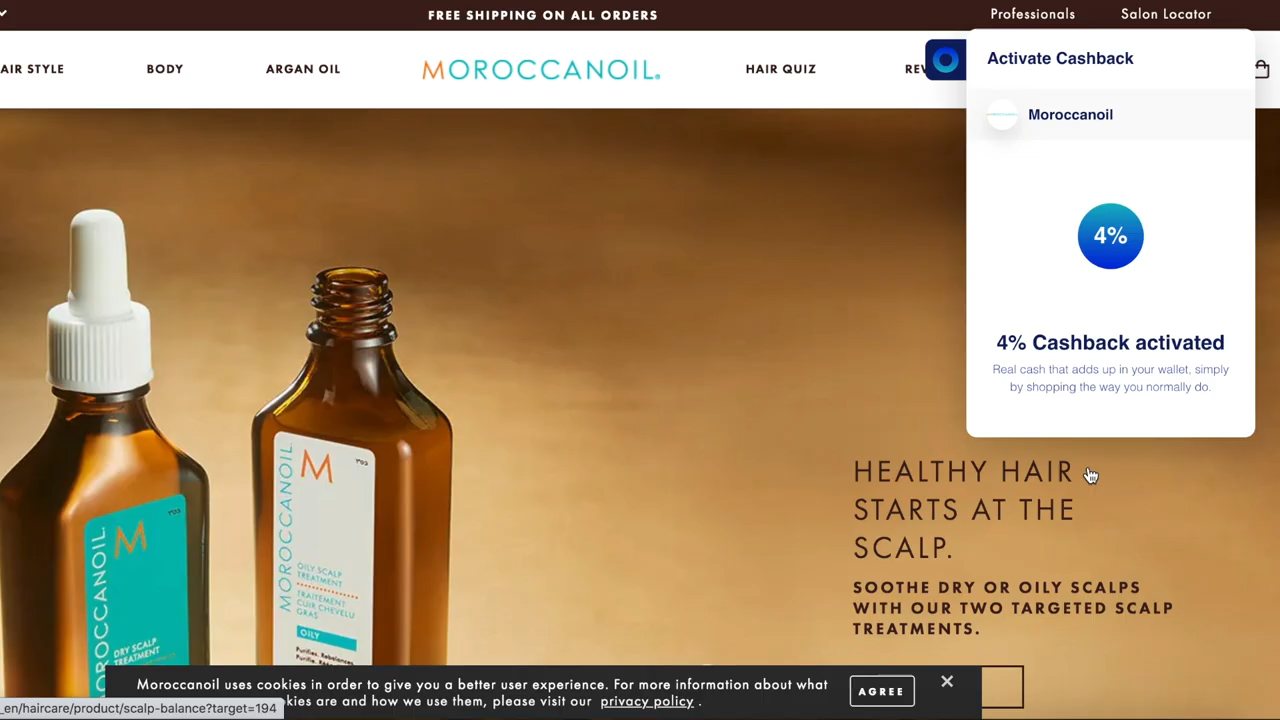 FREE SHIPPING ON ALL ORDERS
Professionals
Salon Locator
AIR STYLE
BODY
ARGAN OIL
MOROCCANOIL.
HAIR QUIZ
Activate Cashback
Moroccanoil
4%
4% Cashback activated
Real cash that adds up in your wallet, simply
by shopping the way you normally do.
HEALTHY HAIR
STARTS AT THE
SCALP.
SOOTHE DRY OR OILY SCALPS
WITH OUR TWO TARGETED SCALP
TREATMENTS.
M
MOROCCANOIL
DRY SCALP
TREATMENT
M
MOROCCANOIL
OILY SCALP
TREATMENT
TRAITEMENT
CUIR CHEVELU
GRAS
OILY
Purifies. Rebalances.
Moroccanoil uses cookies in order to give you a better user experience. For more information about what
kies are and how we use them, please visit our privacy policy .
AGREE
_en/haircare/product/scalp-balance?target=194